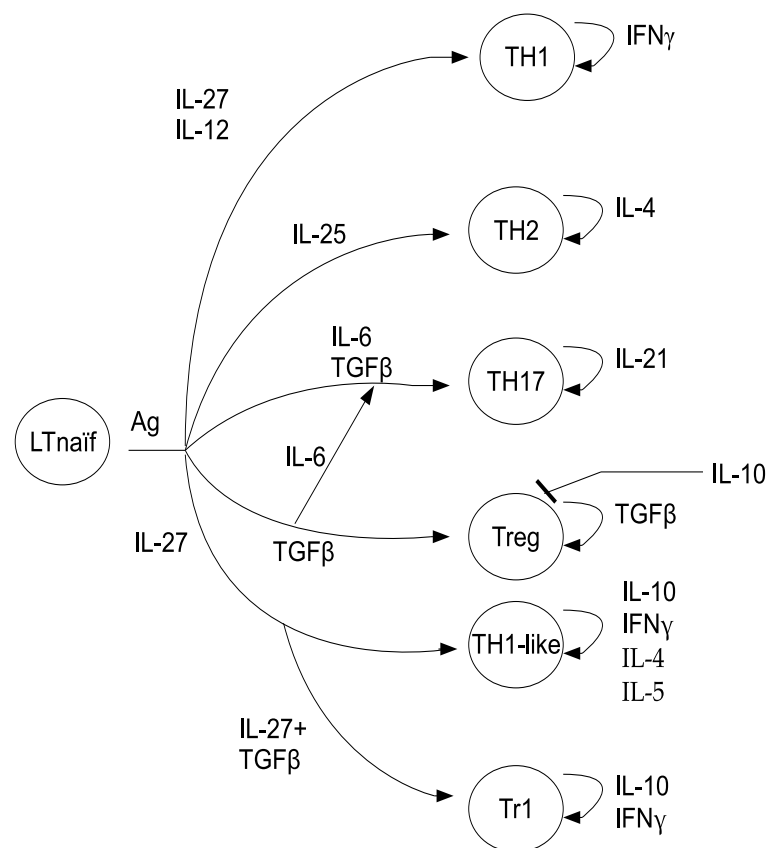 TH1
IFNγ
IL-27
IL-12
TH2
IL-4
IL-25
IL-6
TGFβ
TH17
IL-21
LTnaïf
Ag
IL-6
IL-10
Treg
TGFβ
TGFβ
IL-27
TH1-like
IL-10
IFNγ
IL-4
IL-5
IL-27+
TGFβ
Tr1
IL-10
IFNγ